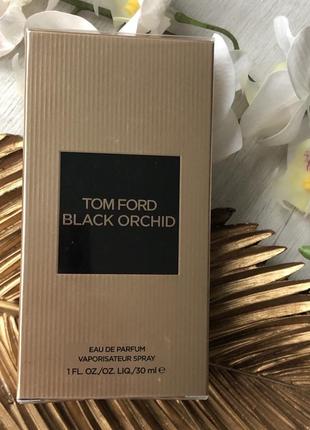 TOM FORD
BLACK ORCHID
EAU DE PARFUM
VAPORISATEUR SPRAY
1 FL. OZ./OZ. LIQ./30 ml ℮